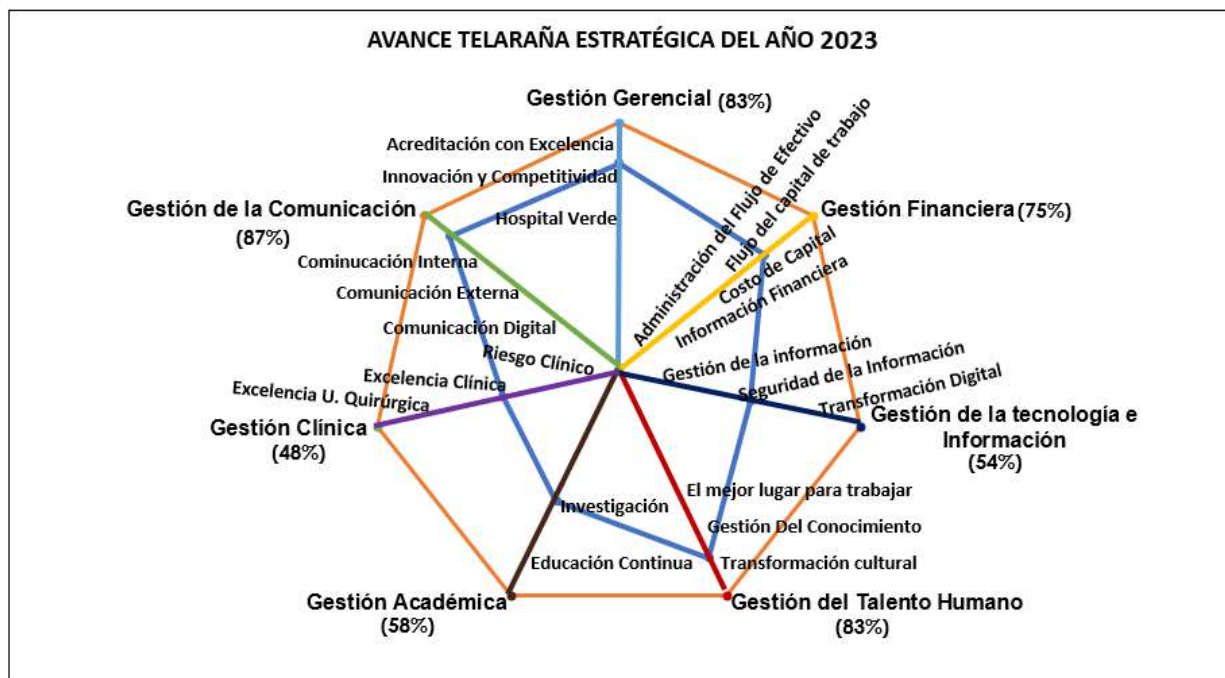 AVANCE TELARAÑA ESTRATÉGICA DEL AÑO 2023
Gestión Gerencial (83%)
Acreditación con Excelencia
Innovación y Competitividad
Hospital Verde
Administración del Flujo de Efectivo
Flujo del capital de trabajo
Gestión Financiera (75%)
Costo de Capital
Información Financiera
Gestión de la Comunicación
(87%)
Cominucación Interna
Comunicación Externa
Comunicación Digital
Gestión de la información
Seguridad de la Información
Transformación Digital
Gestión de la tecnología e
Información
(54%)
Riesgo Clínico
Excelencia Clínica
Excelencia U. Quirúrgica
Gestión Clínica
(48%)
El mejor lugar para trabajar
Gestión Del Conocimiento
Transformación cultural
Gestión del Talento Humano
(83%)
Investigación
Educación Continua
Gestión Académica
(58%)